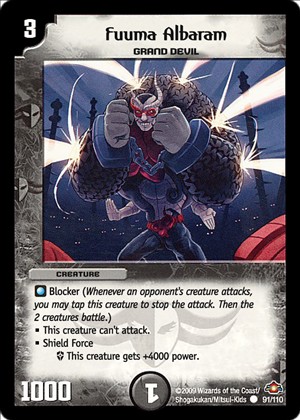 3
Fuuma Albaram
GRAND DEVIL
CREATURE
Blocker (Whenever an opponent's creature attacks,
you may tap this creature to stop the attack. Then the
2 creatures battle.)
▪ This creature can't attack.
▪ Shield Force
This creature gets +4000 power.
1000
1
©2009 Wizards of the Coast/
Shogakukan/Mitsui-Kids
91/110